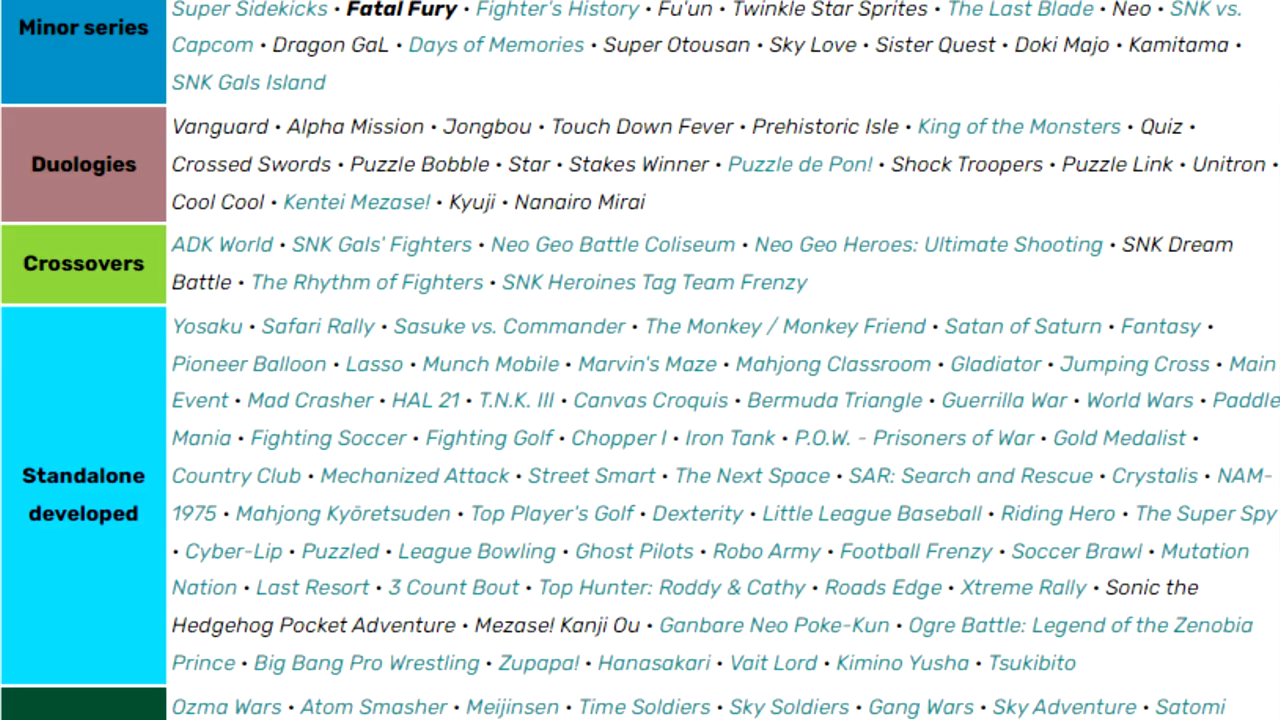 Minor series
Super Sidekicks • Fatal Fury • Fighter's History • Fu'un • Twinkle Star Sprites • The Last Blade • Neo • SNK vs.
Capcom • Dragon GaL • Days of Memories • Super Otousan • Sky Love • Sister Quest • Doki Majo • Kamitama •
SNK Gals Island
Duologies
Vanguard • Alpha Mission • Jongbou • Touch Down Fever • Prehistoric Isle • King of the Monsters • Quiz •
Crossed Swords • Puzzle Bobble • Star • Stakes Winner • Puzzle de Pon! • Shock Troopers • Puzzle Link • Unitron •
Cool Cool • Kentei Mezase! • Kyuji • Nanairo Mirai
Crossovers
ADK World • SNK Gals' Fighters • Neo Geo Battle Coliseum • Neo Geo Heroes: Ultimate Shooting • SNK Dream
Battle • The Rhythm of Fighters • SNK Heroines Tag Team Frenzy
Standalone
developed
Yosaku • Safari Rally • Sasuke vs. Commander • The Monkey / Monkey Friend • Satan of Saturn • Fantasy •
Pioneer Balloon • Lasso • Munch Mobile • Marvin's Maze • Mahjong Classroom • Gladiator • Jumping Cross • Main
Event • Mad Crasher • HAL 21 • T.N.K. III • Canvas Croquis • Bermuda Triangle • Guerrilla War • World Wars • Paddle
Mania • Fighting Soccer • Fighting Golf • Chopper I • Iron Tank • P.O.W. - Prisoners of War • Gold Medalist •
Country Club • Mechanized Attack • Street Smart • The Next Space • SAR: Search and Rescue • Crystalis • NAM-
1975 • Mahjong Kyōretsuden • Top Player's Golf • Dexterity • Little League Baseball • Riding Hero • The Super Spy
• Cyber-Lip • Puzzled • League Bowling • Ghost Pilots • Robo Army • Football Frenzy • Soccer Brawl • Mutation
Nation • Last Resort • 3 Count Bout • Top Hunter: Roddy & Cathy • Roads Edge • Xtreme Rally • Sonic the
Hedgehog Pocket Adventure • Mezase! Kanji Ou • Ganbare Neo Poke-Kun • Ogre Battle: Legend of the Zenobia
Prince • Big Bang Pro Wrestling • Zupapa! • Hanasakari • Vait Lord • Kimino Yusha • Tsukibito
Ozma Wars • Atom Smasher • Meijinsen • Time Soldiers • Sky Soldiers • Gang Wars • Sky Adventure • Satomi